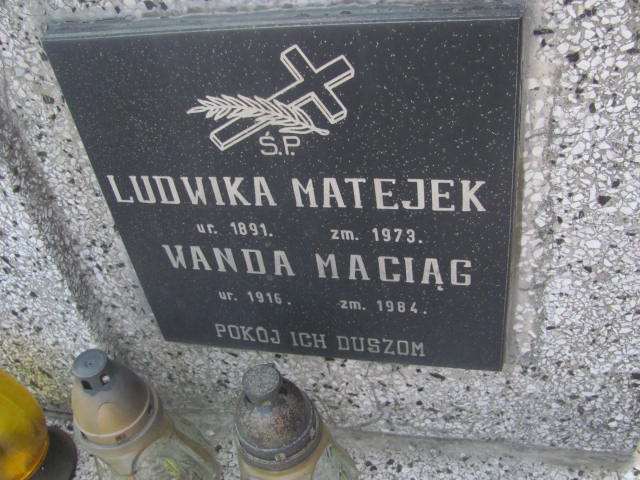 Ś.P.
LUDWIKA MATEJEK
ur. 1891. zm. 1973.
WANDA MACIĄG
ur. 1916. zm. 1984.
POKÓJ ICH DUSZOM